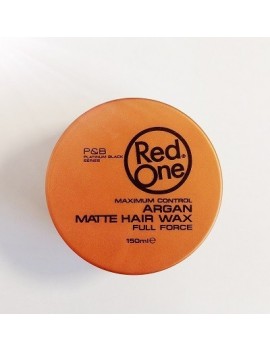 P&B
PLATINUM BLACK
SERIES
Red
One
MAXIMUM CONTROL
ARGAN
MATTE HAIR WAX
FULL FORCE
150ml℮